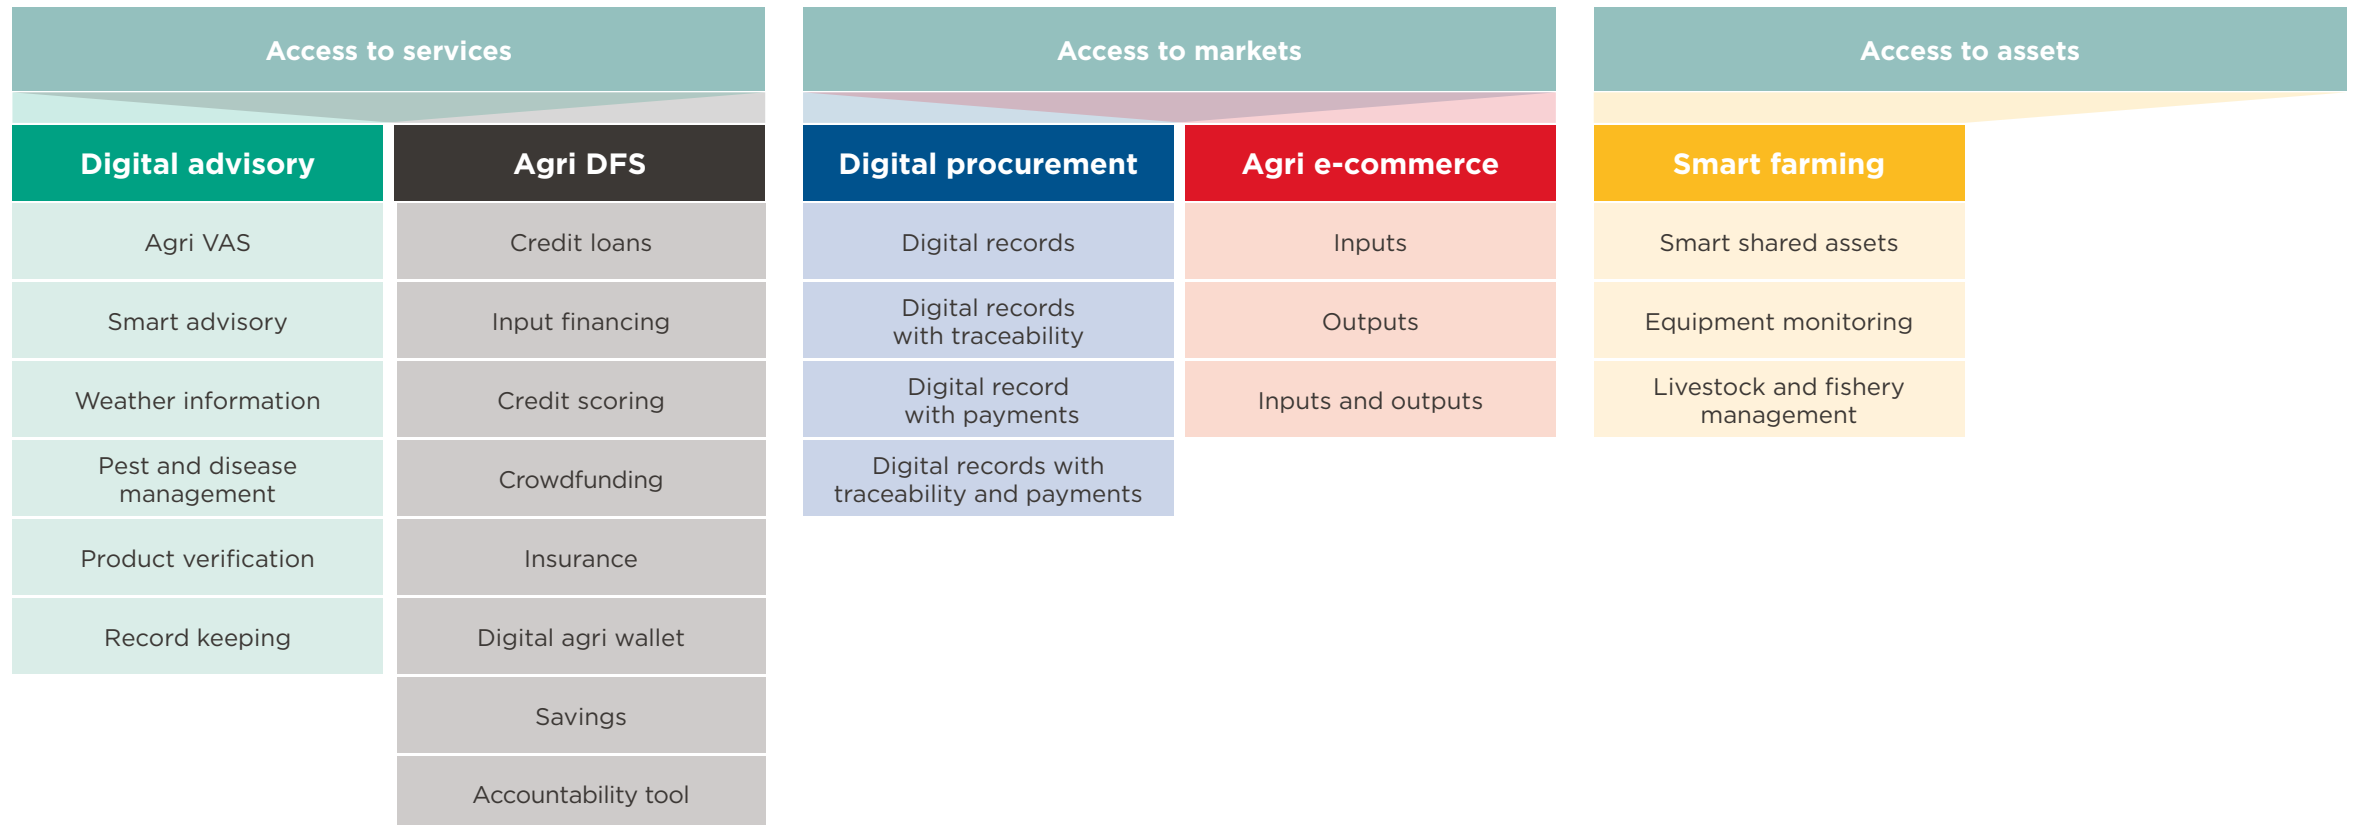 Access to services
Access to markets
Access to assets
Digital advisory
Agri DFS
Digital procurement
Agri e-commerce
Smart farming
Agri VAS
Smart advisory
Weather information
Pest and disease
management
Product verification
Record keeping
Credit loans
Input financing
Credit scoring
Crowdfunding
Insurance
Digital agri wallet
Savings
Accountability tool
Digital records
Digital records
with traceability
Digital record
with payments
Digital records with
traceability and payments
Inputs
Outputs
Inputs and outputs
Smart shared assets
Equipment monitoring
Livestock and fishery
management